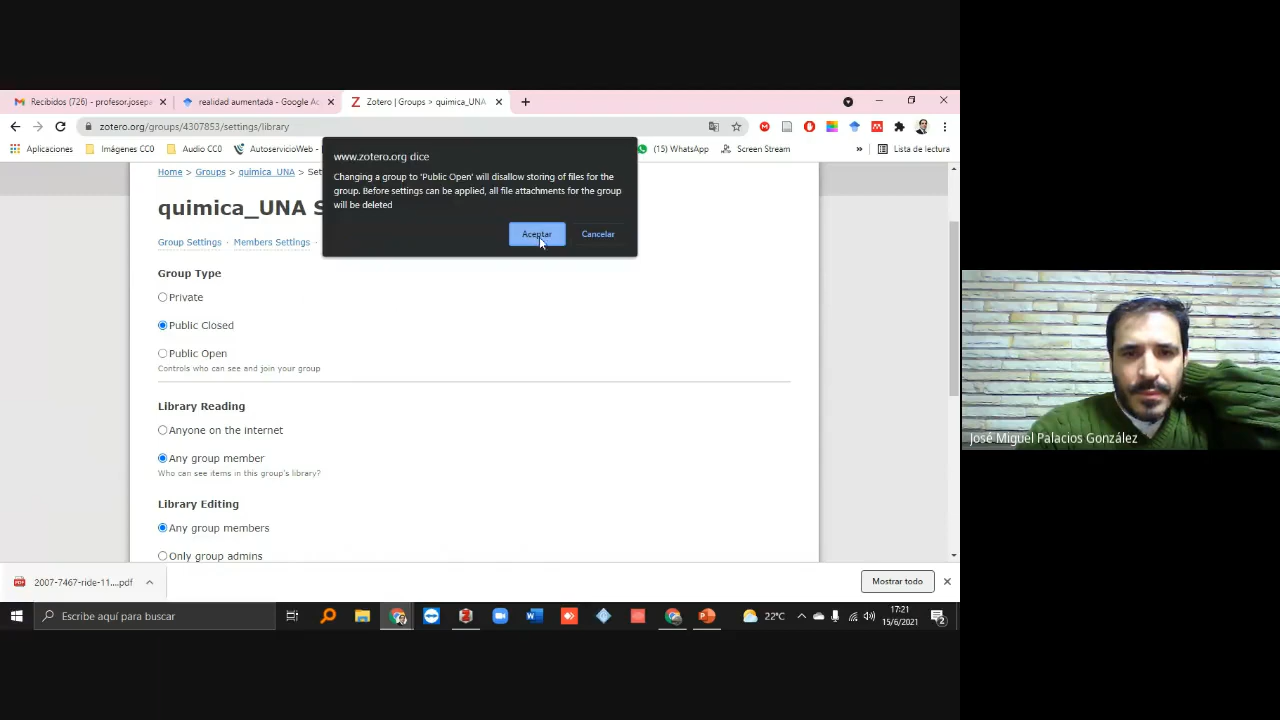 Recibidos (726) - profesor.josepa
realidad aumentada - Google Ac
Zotero | Groups > quimica_UNA
zotero.org/groups/4307853/settings/library
Aplicaciones
Imágenes CC0
Audio CC0
AutoservicioWeb
(15) WhatsApp
Screen Stream
»
Lista de lectura
www.zotero.org dice
Changing a group to 'Public Open' will disallow storing of files for the
group. Before settings can be applied, all file attachments for the group
will be deleted
Aceptar
Cancelar
Home > Groups > quimica_UNA > Set
quimica_UNA S
Group Settings · Members Settings ·
Group Type
Private
Public Closed
Public Open
Controls who can see and join your group
Library Reading
Anyone on the internet
Any group member
Who can see items in this group's library?
Library Editing
Any group members
Only group admins
José Miguel Palacios González
2007-7467-ride-11....pdf
Mostrar todo
Escribe aquí para buscar
22°C
17:21
15/6/2021
2